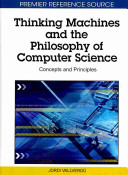 PREMIER REFERENCE SOURCE
Thinking Machines
and the
Philosophy of
Computer Science
Concepts and Principles
JORDI VALLVERDÚ